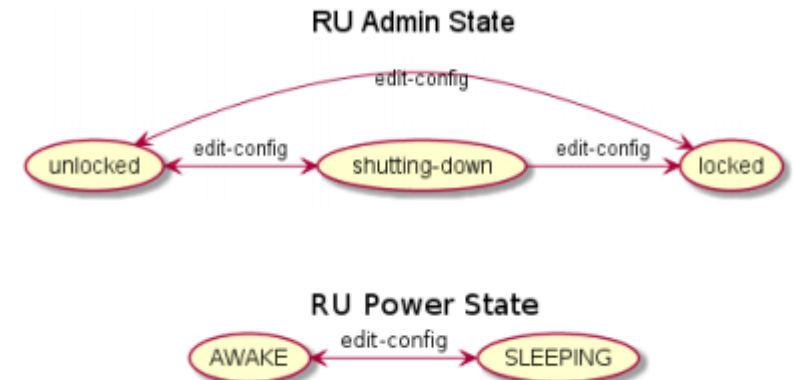 RU Admin State
edit-config
unlocked edit-config shutting-down edit-config locked
RU Power State
AWAKE edit-config SLEEPING